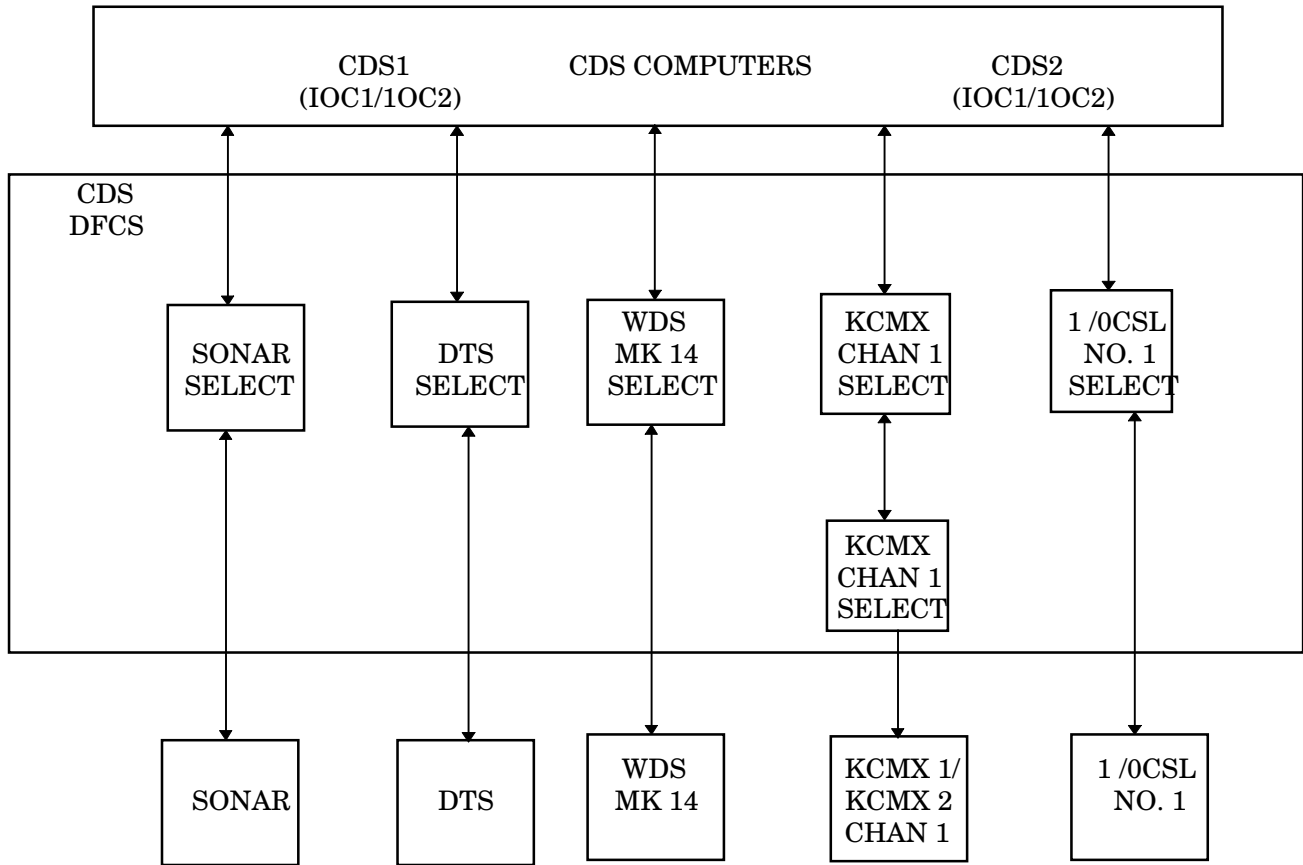 CDS1
(IOC1/1OC2)
CDS COMPUTERS
CDS2
(IOC1/1OC2)
CDS
DFCS
SONAR
SELECT
DTS
SELECT
WDS
MK 14
SELECT
KCMX
CHAN 1
SELECT
1 /0CSL
NO. 1
SELECT
KCMX
CHAN 1
SELECT
SONAR
DTS
WDS
MK 14
KCMX 1/
KCMX 2
CHAN 1
1 /0CSL
NO. 1